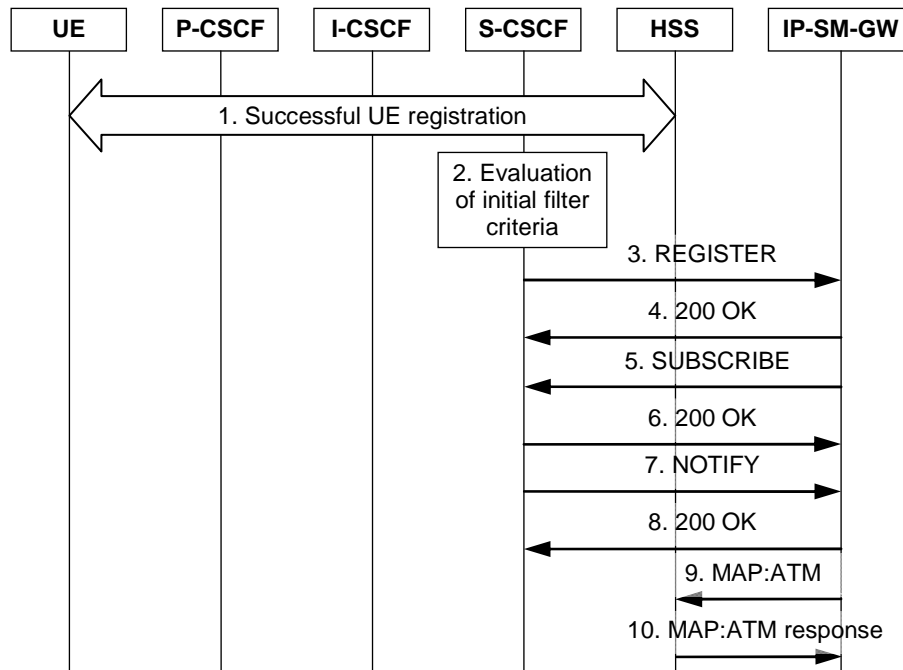 UE
P-CSCF
I-CSCF
S-CSCF
HSS
IP-SM-GW
1. Successful UE registration
2. Evaluation
of initial filter
criteria
3. REGISTER
4. 200 OK
5. SUBSCRIBE
6. 200 OK
7. NOTIFY
8. 200 OK
9. MAP:ATM
10. MAP:ATM response